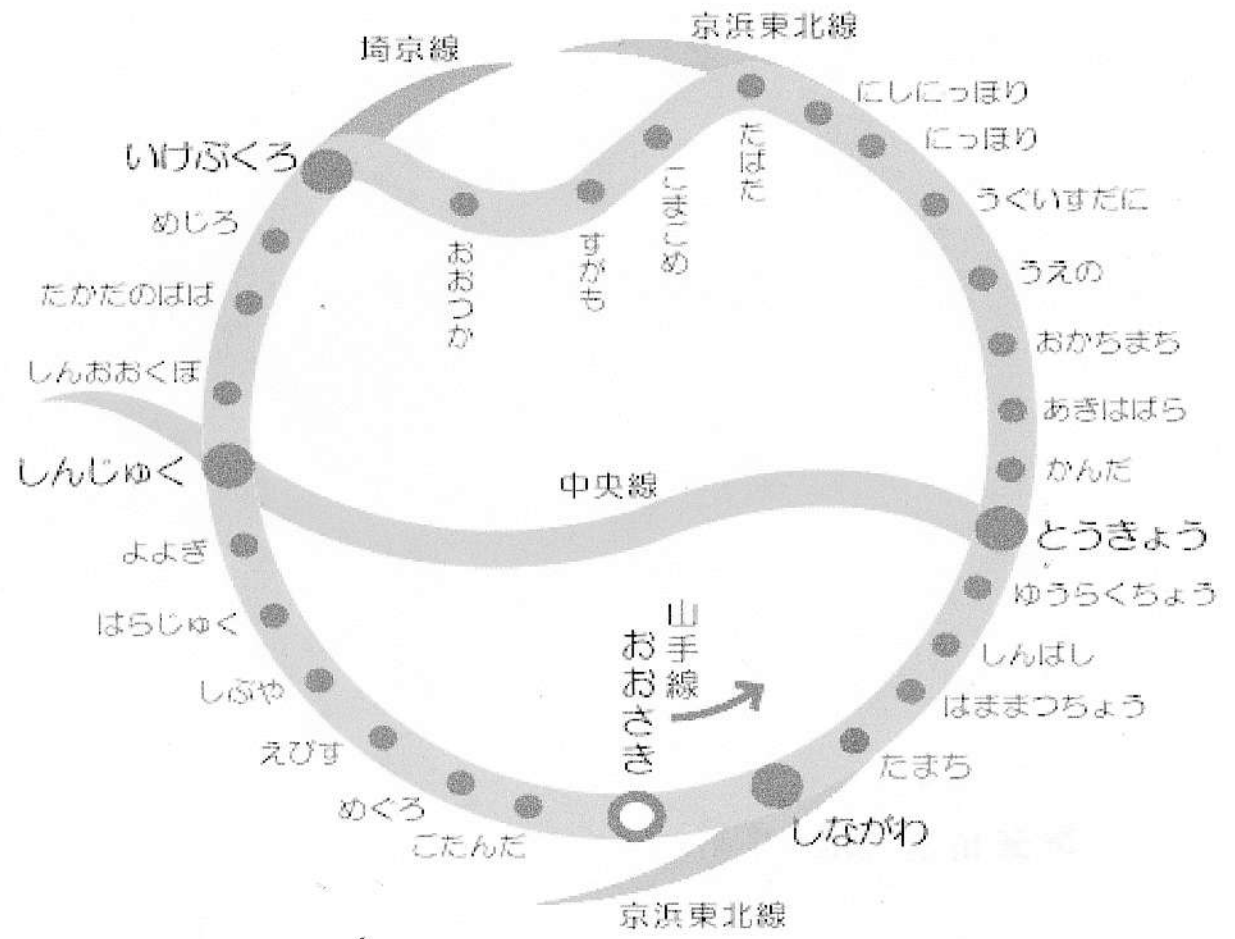 京浜東北線
埼京線
にしにっぽり
にっぽり
いけぶくろ
たばた
こまごめ
すがも
おおつか
うぐいすだに
めじろ
うえの
たかだのばば
おかちまち
しんおおくぼ
あきはばら
しんじゅく
かんだ
中央線
とうきょう
よよぎ
ゆうらくちょう
はらじゅく
山手線
おおさき
しんばし
しぶや
はままつちょう
えびす
たまち
めぐろ
しながわ
ごたんだ
京浜東北線